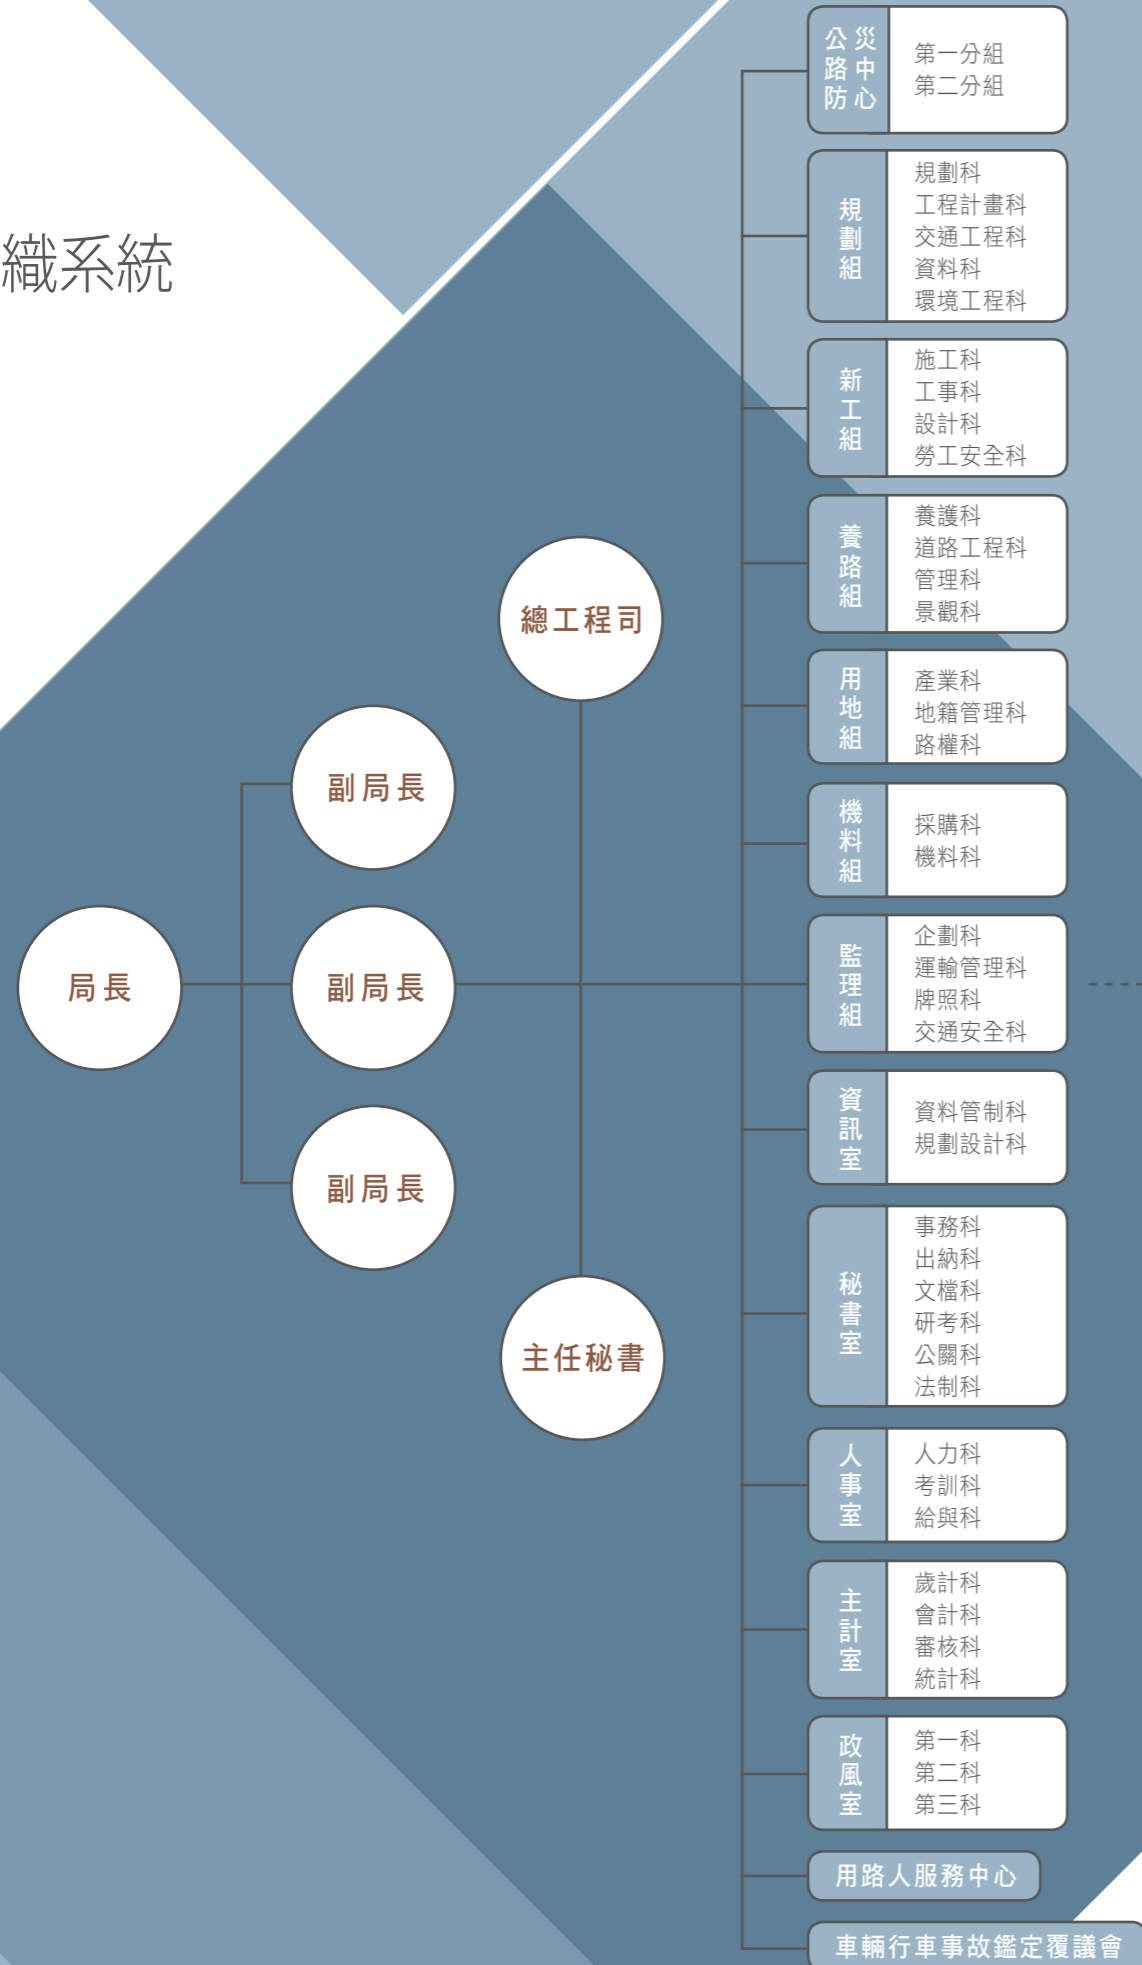 織系統
局長
副局長
副局長
副局長
總工程司
主任秘書
公路防災中心
第一分組
第二分組
規劃組
規劃科
工程計畫科
交通工程科
資料科
環境工程科
新工組
施工科
工事科
設計科
勞工安全科
養路組
養護科
道路工程科
管理科
景觀科
用地組
產業科
地籍管理科
路權科
機料組
採購科
機料科
監理組
企劃科
運輸管理科
牌照科
交通安全科
資訊室
資料管制科
規劃設計科
秘書室
事務科
出納科
文檔科
研考科
公關科
法制科
人事室
人力科
考訓科
給與科
主計室
歲計科
會計科
審核科
統計科
政風室
第一科
第二科
第三科
用路人服務中心
車輛行車事故鑑定覆議會